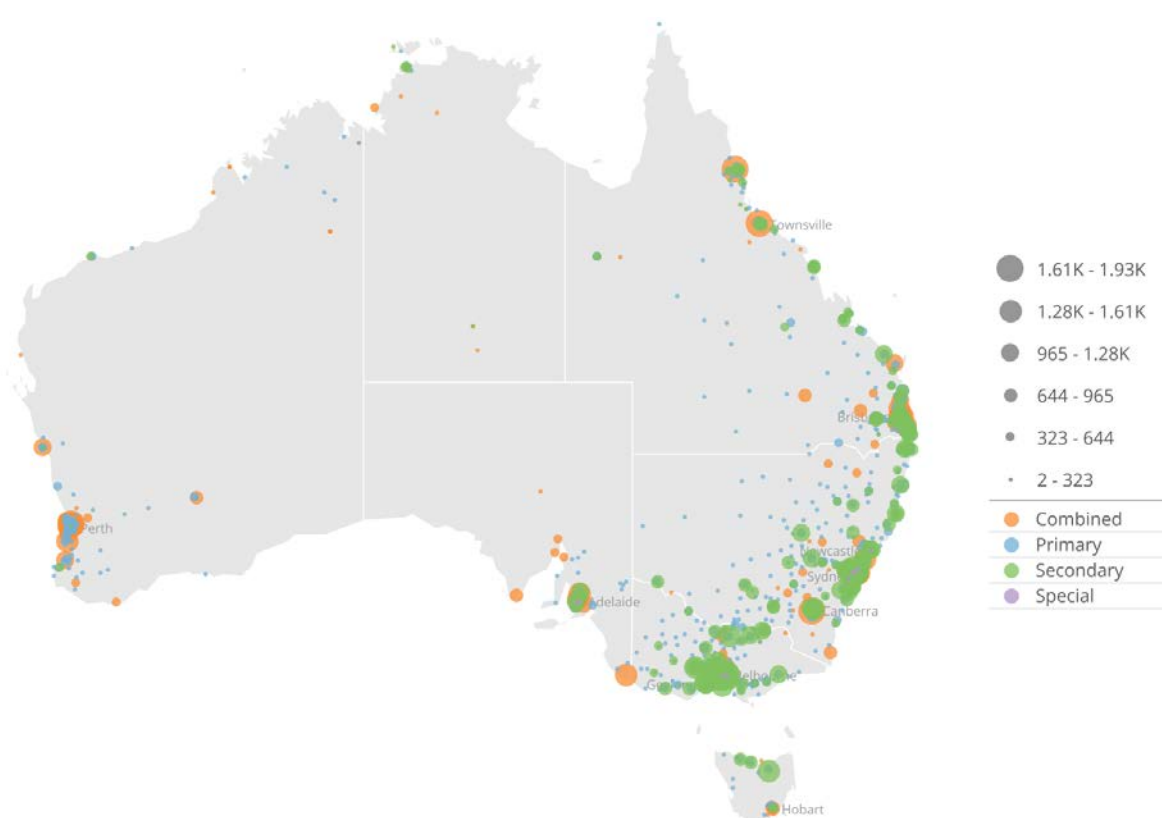 Townsville
1.61K - 1.93K
1.28K - 1.61K
965 - 1.28K
644 - 965
323 - 644
2 - 323
Perth
Combined
Primary
Secondary
Special
Adelaide
Canberra
Hobart